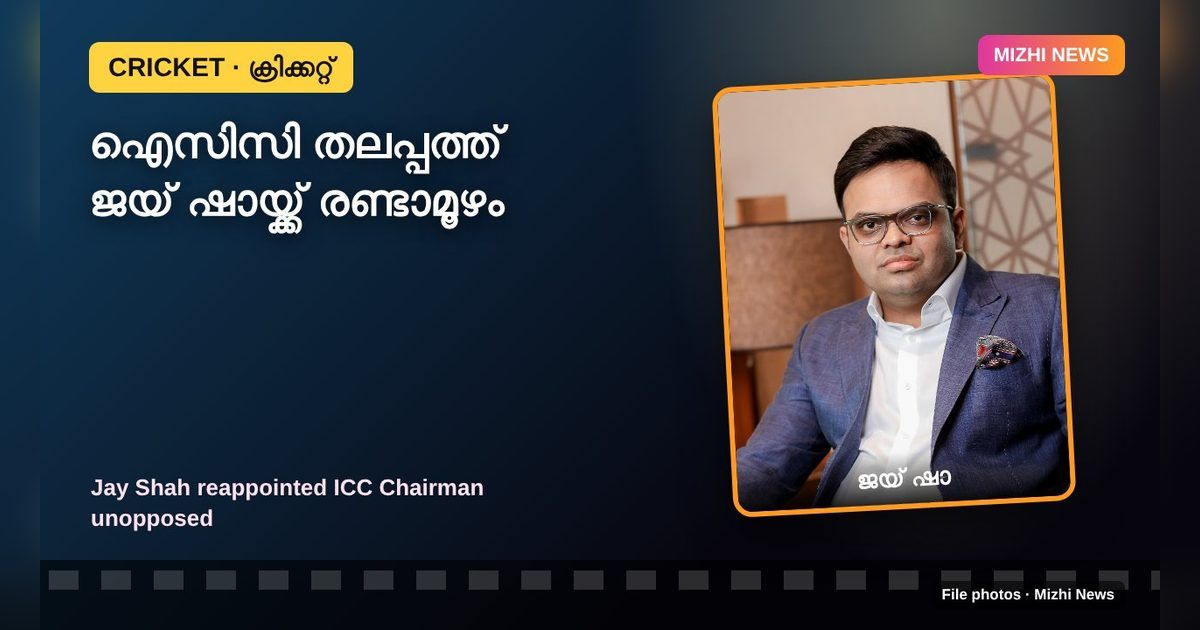 CRICKET · ക്രിക്കറ്റ്
MIZHI NEWS
ഐസിസി തലപ്പത്ത്
ജയ് ഷായ്ക്ക് രണ്ടാമൂഴം
ജയ് ഷാ
Jay Shah reappointed ICC Chairman
unopposed
File photos · Mizhi News